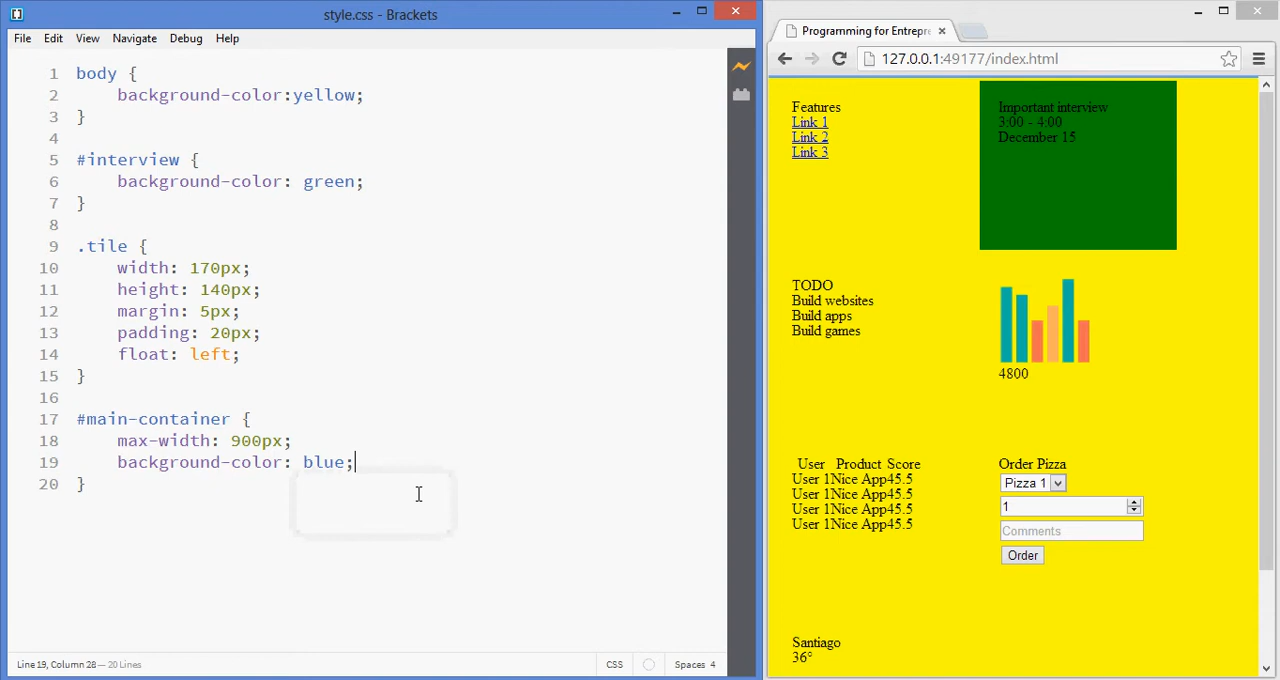 style.css - Brackets
File Edit View Navigate Debug Help
1 body {
2 background-color:yellow;
3 }
4
5 #interview {
6 background-color: green;
7 }
8
9 .tile {
10 width: 170px;
11 height: 140px;
12 margin: 5px;
13 padding: 20px;
14 float: left;
15 }
16
17 #main-container {
18 max-width: 900px;
19 background-color: blue;
20 }
Line 19, Column 28 — 20 Lines
CSS
Spaces 4
Programming for Entrepr
127.0.0.1:49177/index.html
Features
Link 1
Link 2
Link 3
Important interview
3:00 - 4:00
December 15
TODO
Build websites
Build apps
Build games
4800
User Product Score
User 1Nice App45.5
User 1Nice App45.5
User 1Nice App45.5
User 1Nice App45.5
Order Pizza
Pizza 1
1
Comments
Order
Santiago
36°